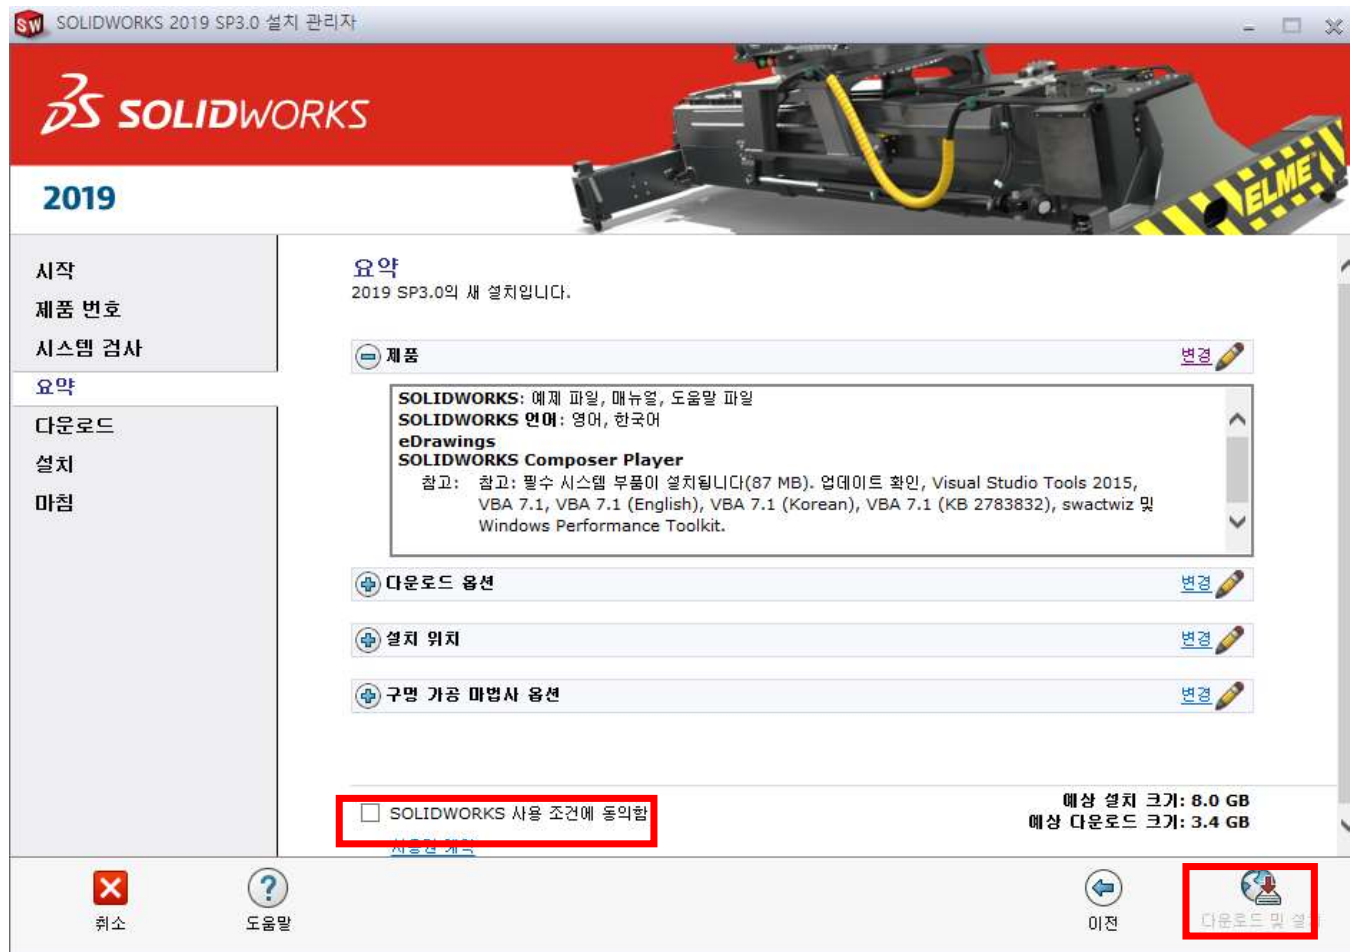 SW SOLIDWORKS 2019 SP3.0 설치 관리자
SOLIDWORKS
ELME
2019
시작
제품 번호
시스템 검사
요약
다운로드
설치
마침
요약
2019 SP3.0의 새 설치입니다.
제품
변경
SOLIDWORKS: 예제 파일, 매뉴얼, 도움말 파일
SOLIDWORKS 언어: 영어, 한국어
eDrawings
SOLIDWORKS Composer Player
참고: 참고: 필수 시스템 부품이 설치됩니다(87 MB). 업데이트 확인, Visual Studio Tools 2015,
VBA 7.1, VBA 7.1 (English), VBA 7.1 (Korean), VBA 7.1 (KB 2783832), swactwiz 및
Windows Performance Toolkit.
다운로드 옵션
변경
설치 위치
변경
구멍 가공 마법사 옵션
변경
SOLIDWORKS 사용 조건에 동의함
예상 설치 크기: 8.0 GB
예상 다운로드 크기: 3.4 GB
취소
도움말
이전
다운로드 및 설치